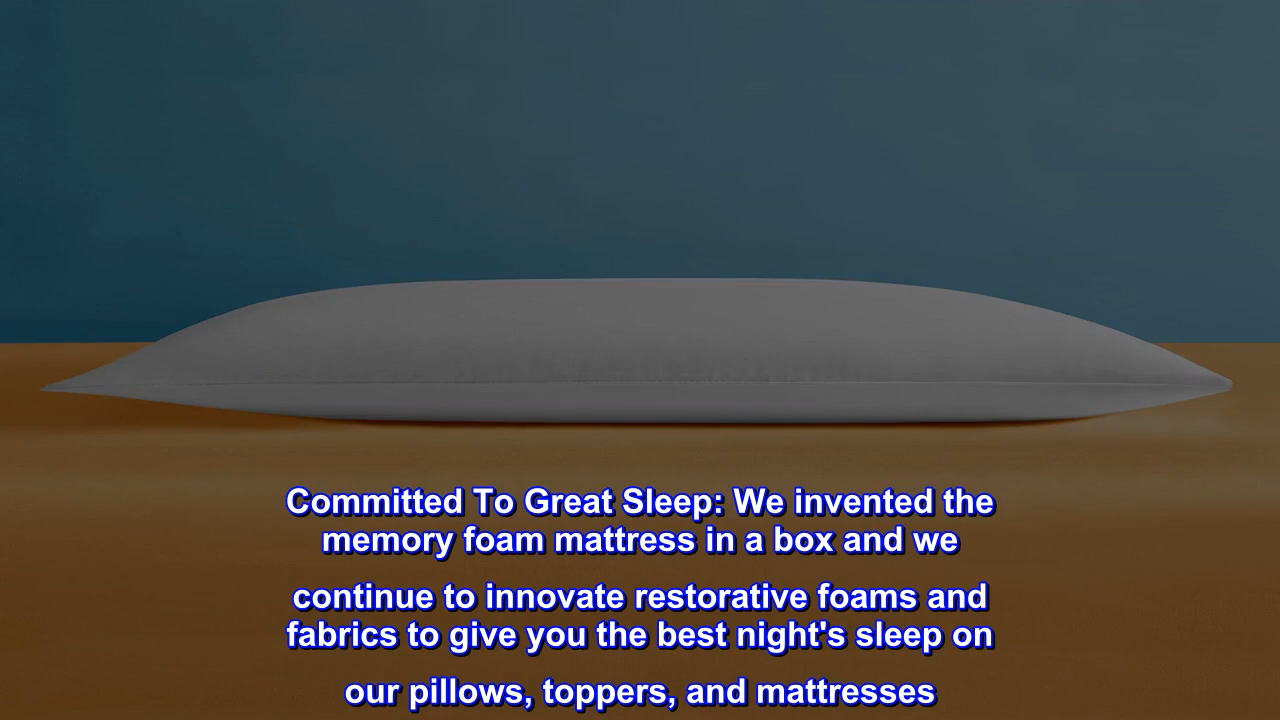 Committed To Great Sleep: We invented the
memory foam mattress in a box and we
continue to innovate restorative foams and
fabrics to give you the best night's sleep on
our pillows, toppers, and mattresses